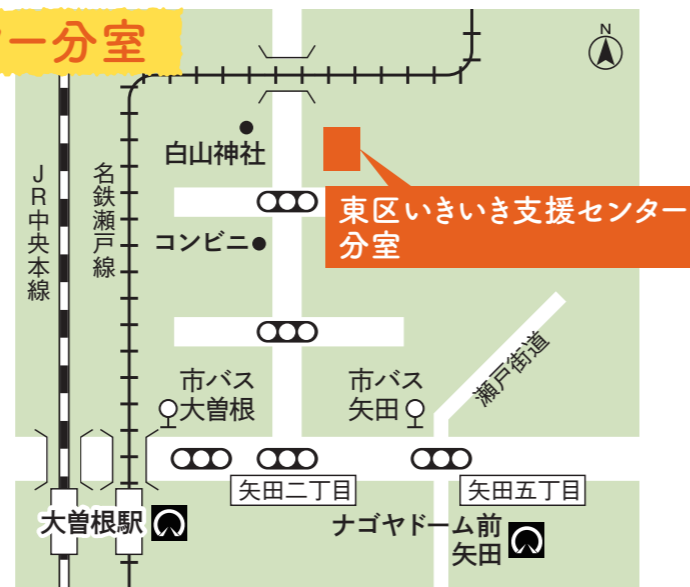 ー分室
N
白山神社
東区いきいき支援センター
分室
JR中央本線
名鉄瀬戸線
コンビニ
市バス
大曽根
市バス
矢田
瀬戸街道
矢田二丁目
矢田五丁目
大曽根駅
ナゴヤドーム前
矢田